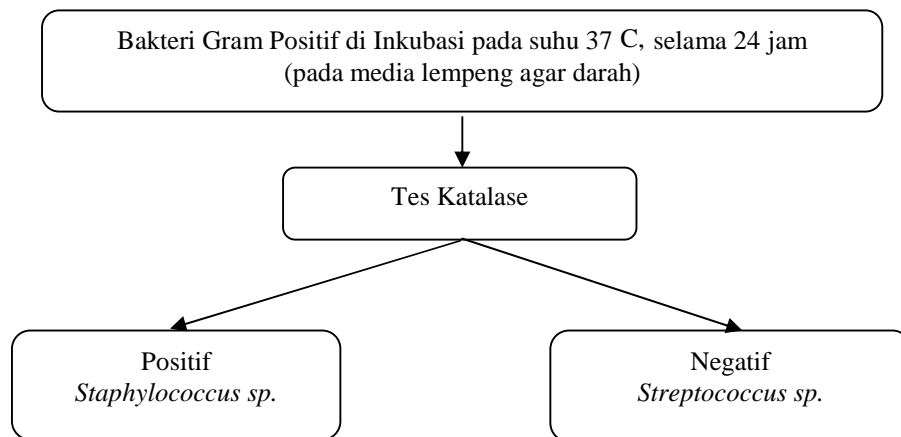 Bakteri Gram Positif di Inkubasi pada suhu 37 C, selama 24 jam
(pada media lempeng agar darah)
Tes Katalase
Positif
Staphylococcus sp.
Negatif
Streptococcus sp.